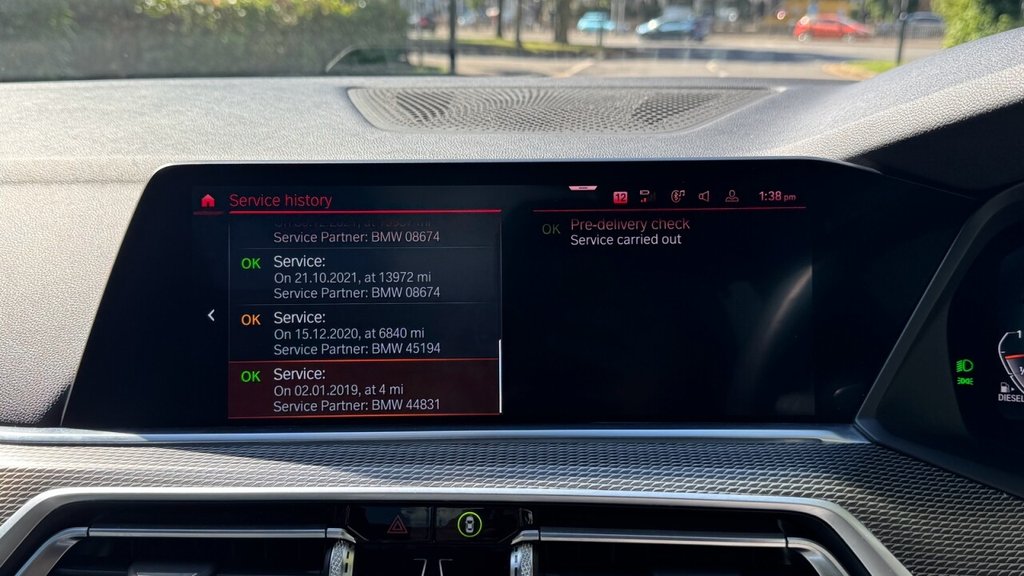 Service history
12
1:38 pm
Service Partner: BMW 08674
OK Service:
On 21.10.2021, at 13972 mi
Service Partner: BMW 08674
OK Service:
On 15.12.2020, at 6840 mi
Service Partner: BMW 45194
OK Service:
On 02.01.2019, at 4 mi
Service Partner: BMW 44831
OK Pre-delivery check
Service carried out
DIESEL